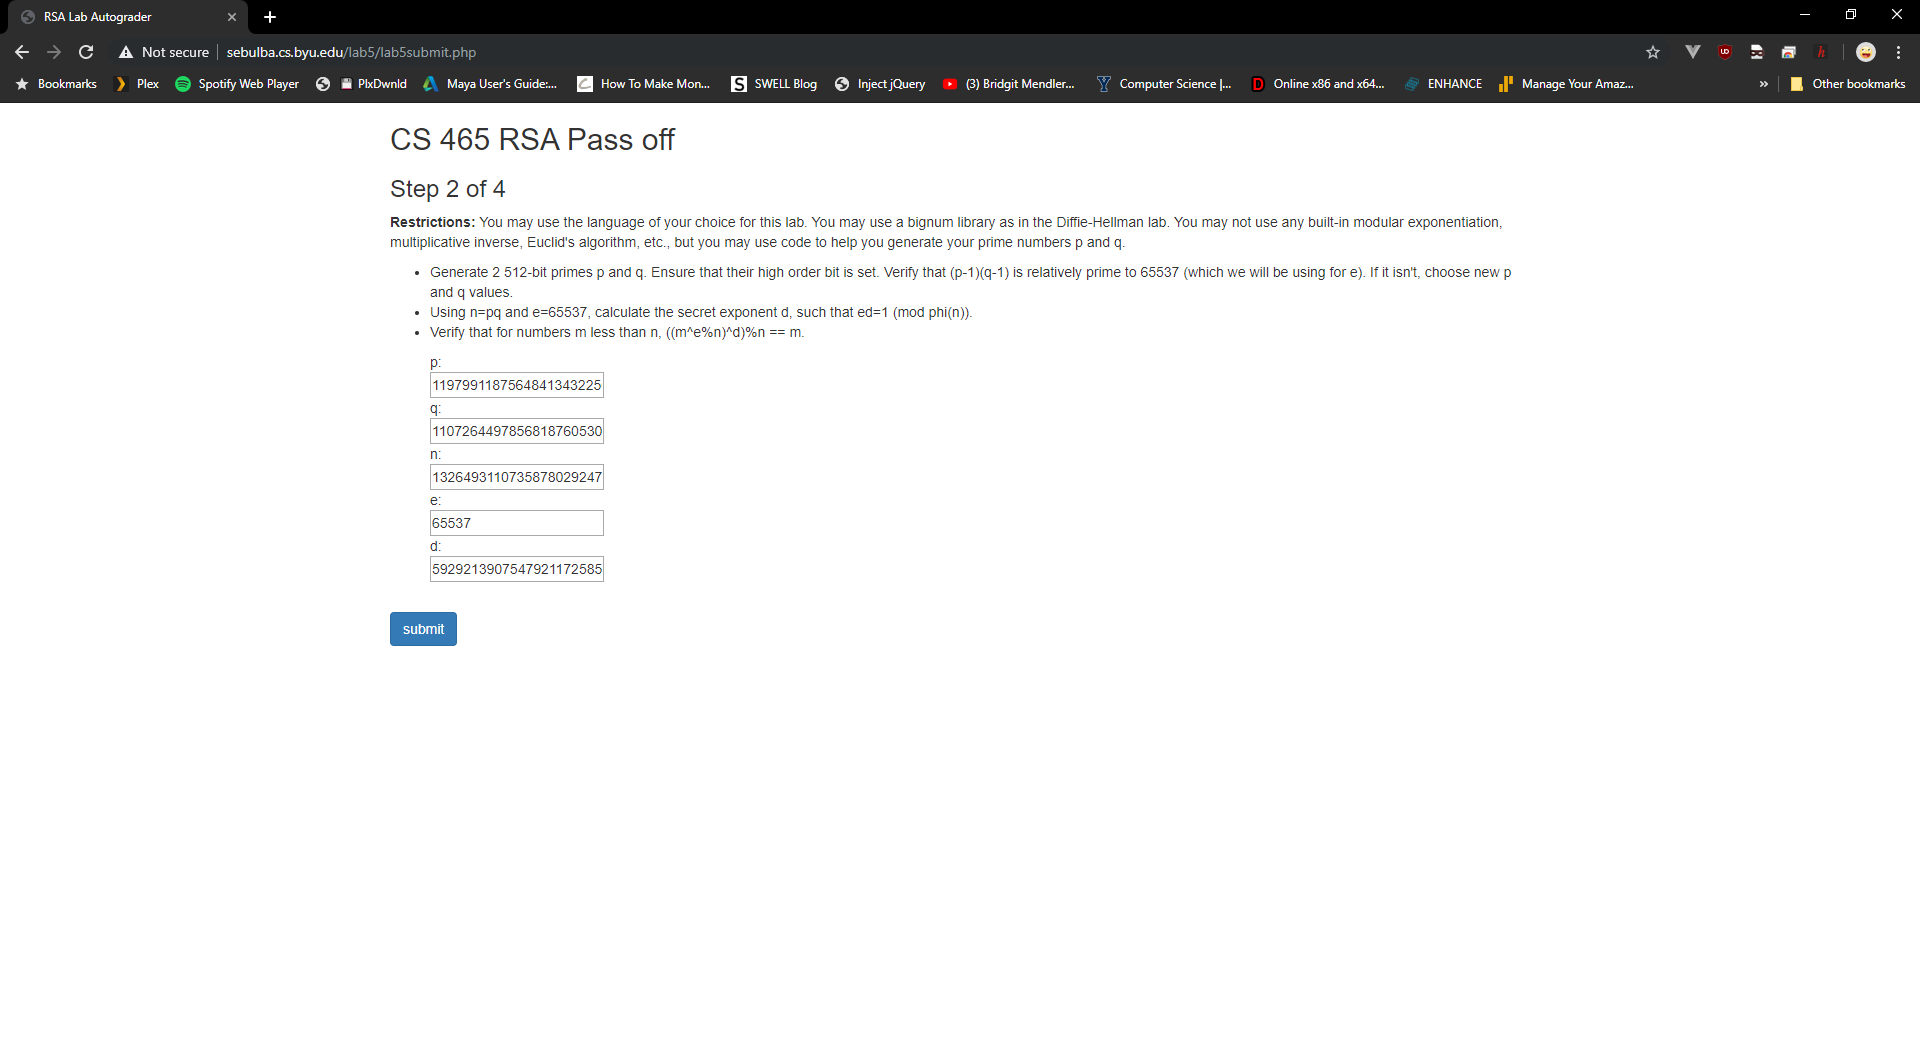 RSA Lab Autograder
Not secure sebulba.cs.byu.edu/lab5/lab5submit.php
Bookmarks Plex Spotify Web Player PlxDwnld Maya User's Guide:... How To Make Mon... SWELL Blog Inject jQuery (3) Bridgit Mendler... Computer Science |... Online x86 and x64... ENHANCE Manage Your Amaz... » Other bookmarks
CS 465 RSA Pass off
Step 2 of 4
Restrictions: You may use the language of your choice for this lab. You may use a bignum library as in the Diffie-Hellman lab. You may not use any built-in modular exponentiation,
multiplicative inverse, Euclid's algorithm, etc., but you may use code to help you generate your prime numbers p and q.
• Generate 2 512-bit primes p and q. Ensure that their high order bit is set. Verify that (p-1)(q-1) is relatively prime to 65537 (which we will be using for e). If it isn't, choose new p
and q values.
• Using n=pq and e=65537, calculate the secret exponent d, such that ed=1 (mod phi(n)).
• Verify that for numbers m less than n, ((m^e%n)^d)%n == m.
p:
1197991187564841343225
q:
1107264497856818760530
n:
1326493110735878029247
e:
65537
d:
5929213907547921172585
submit